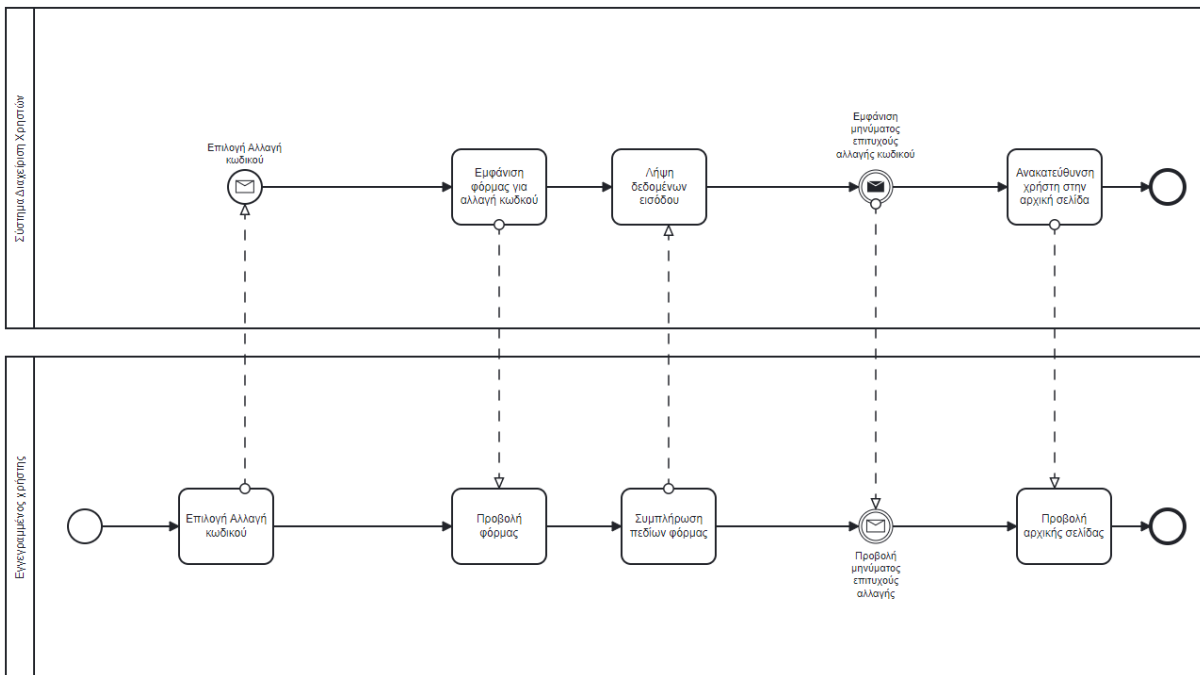 Σύστημα Διαχείριση Χρηστών
Επιλογή Αλλαγή
κωδικού
Εμφάνιση
φόρμας για
αλλαγή κωδκού
Λήψη
δεδομένων
εισόδου
Εμφάνιση
μηνύματος
επιτυχούς
αλλαγής κωδικού
Ανακατεύθυνση
χρήστη στην
αρχική σελίδα
Εγγεγραμμένος χρήστης
Επιλογή Αλλαγή
κωδικού
Προβολή
φόρμας
Συμπλήρωση
πεδίων φόρμας
Προβολή
μηνύματος
επιτυχούς
αλλαγής
Προβολή
αρχικής σελίδας